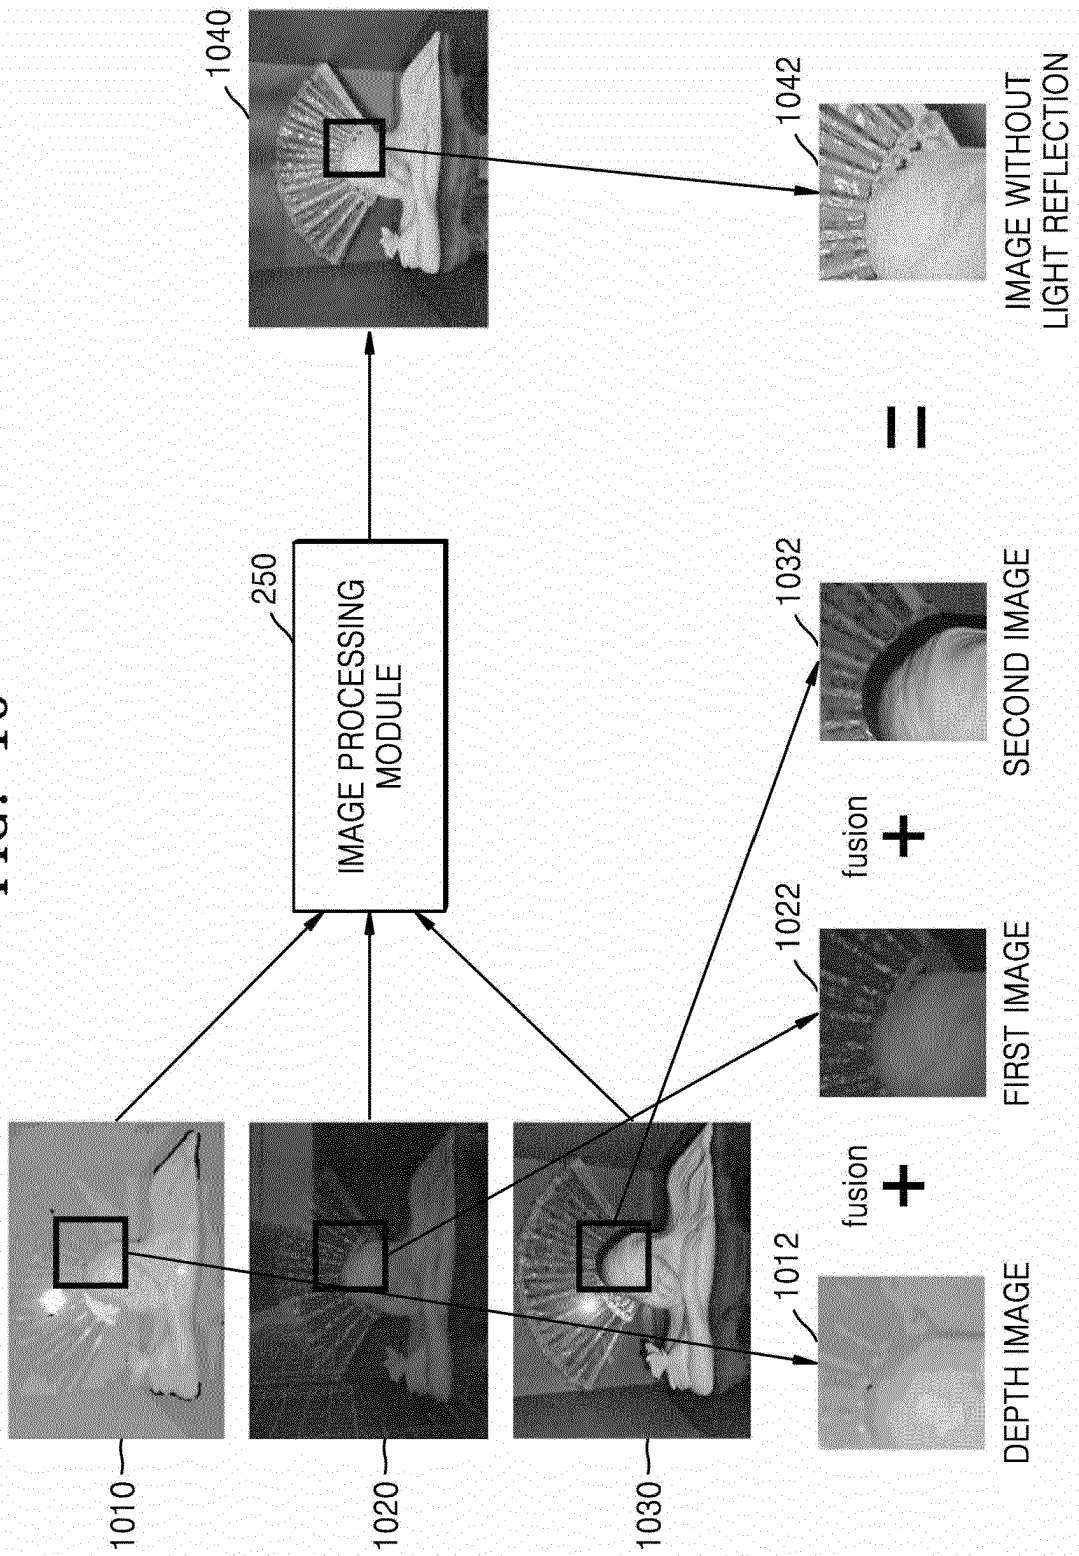 FIG. 10
1010
1040
250
IMAGE PROCESSING
MODULE
1020
1030
1012
1022
1032
1042
fusion
+
fusion
+
=
DEPTH IMAGE
FIRST IMAGE
SECOND IMAGE
IMAGE WITHOUT
LIGHT REFLECTION